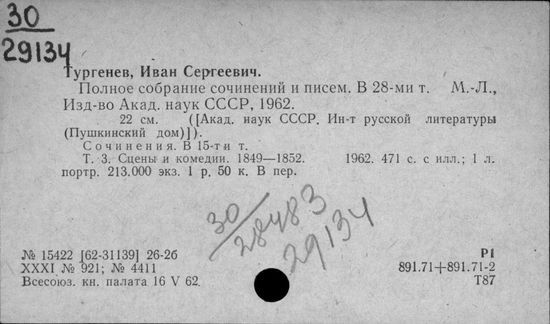 30
29134
Тургенев, Иван Сергеевич.
Полное собрание сочинений и писем. В 28-ми т. М.-Л.,
Изд-во Акад. наук СССР, 1962.
22 см. ([Акад. наук СССР. Ин-т русской литературы
(Пушкинский дом)]).
Сочинения. В 15-ти т.
Т. 3. Сцены и комедии. 1849—1852. 1962. 471 с. с илл.; 1 л.
портр. 213.000 экз. 1 р. 50 к. В пер.
30
28483
29134
№ 15422 [62-31139] 26-2б Р1
XXXI № 921; № 4411 891.71+891.71-2
Всесоюз. кн. палата 16 V 62. Т87